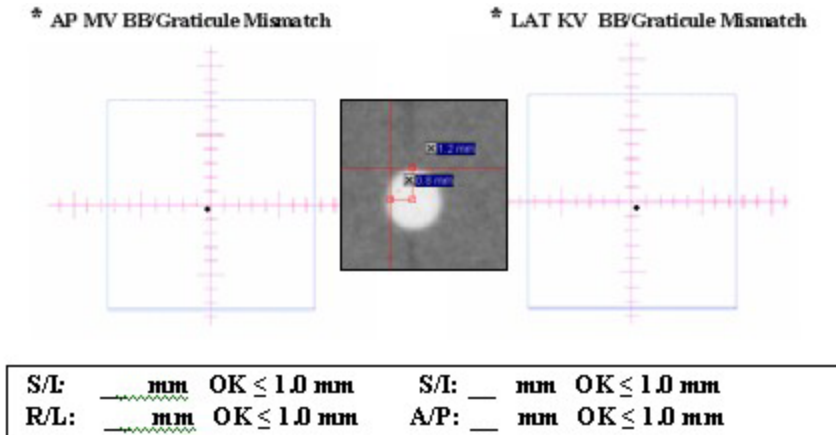 * AP MV BB/Graticule Mismatch
* LAT KV BB/Graticule Mismatch
1.2 mm
0.8 mm
S/I: __ mm OK ≤ 1.0 mm S/I: __ mm OK ≤ 1.0 mm
R/L: __ mm OK ≤ 1.0 mm A/P: __ mm OK ≤ 1.0 mm